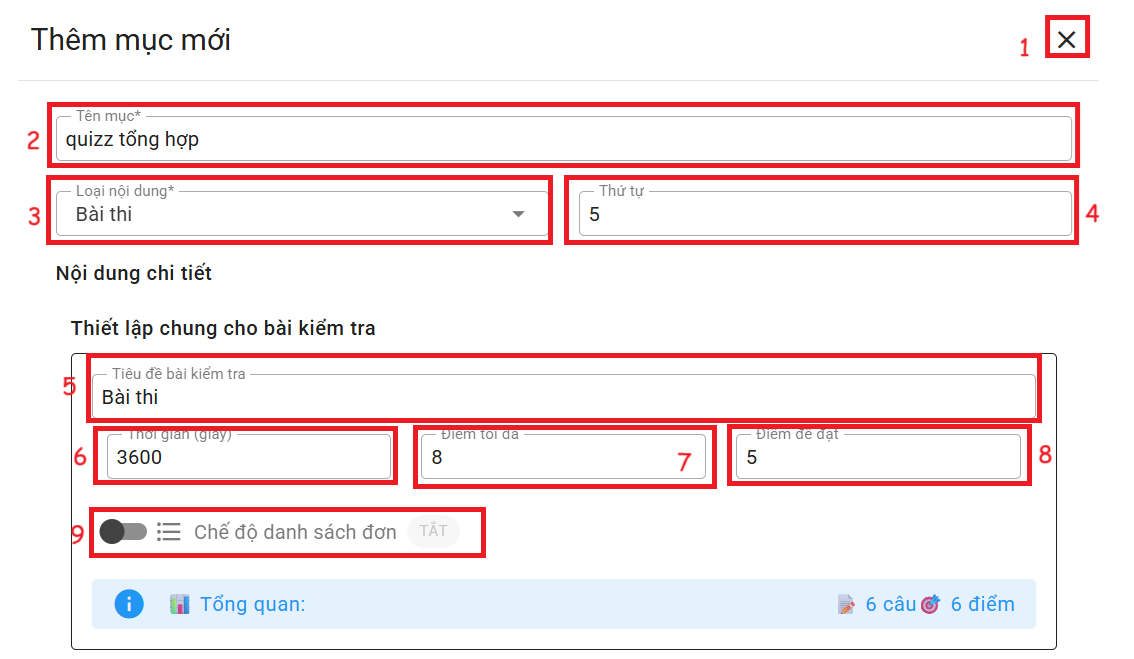 Thêm mục mới
1
Tên mục*
2
quizz tổng hợp
Loại nội dung*
Thứ tự
3
Bài thi
5
4
Nội dung chi tiết
Thiết lập chung cho bài kiểm tra
Tiêu đề bài kiểm tra
5
Bài thi
Thời gian (giây)
Điểm tối đa
Điểm để đạt
6
3600
8
7
5
8
9
Chế độ danh sách đơn
TẮT
Tổng quan:
6 câu
6 điểm